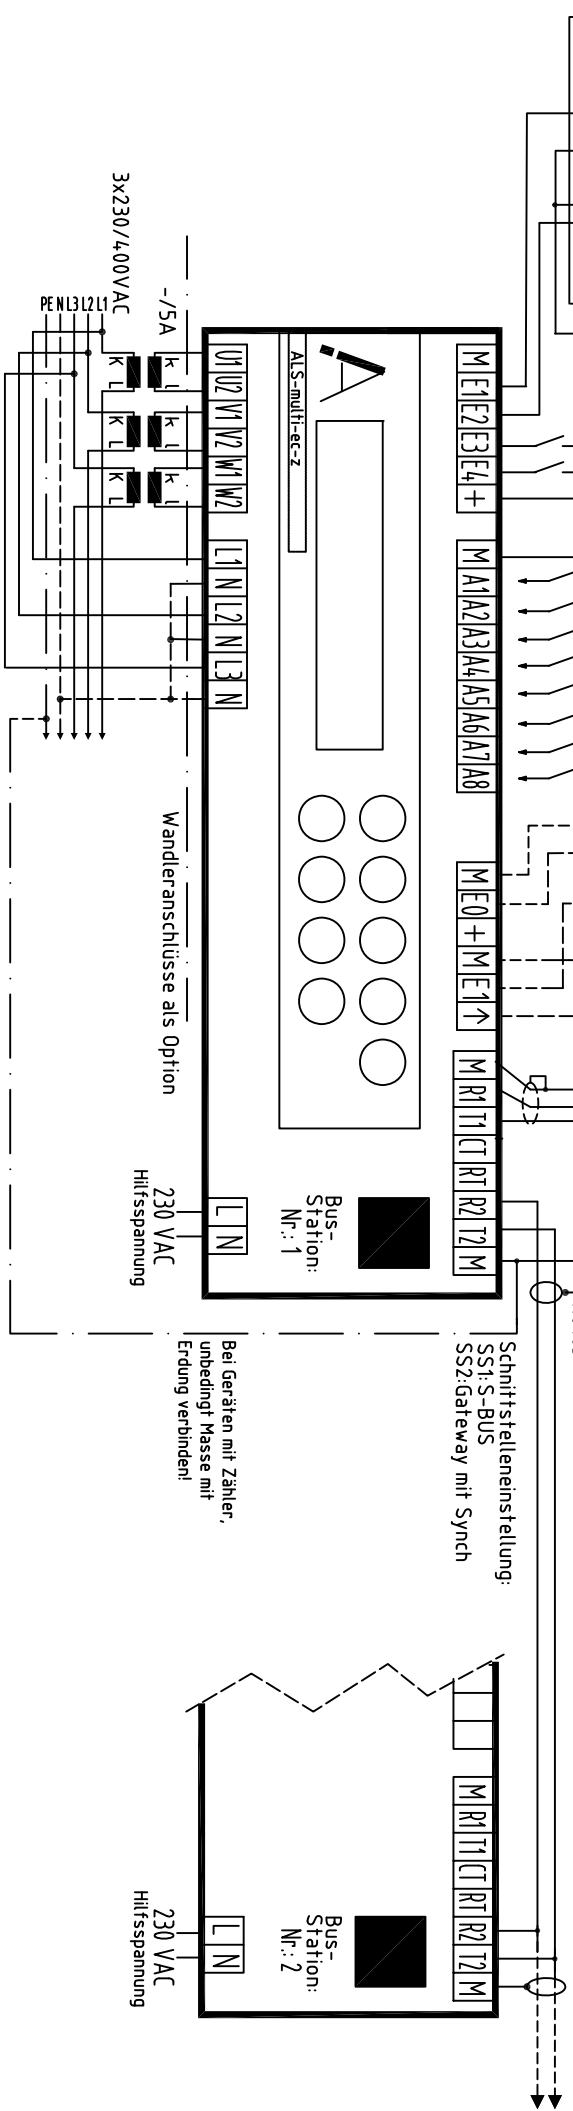 3x230/400VAC
PE N L3 L2 L1
-/5A
K L
K L
K L
k l
k l
k l
U1 U2 V1 V2 W1 W2
L1 N L2 N L3 N
ALS-multi-ec-z
A
M E1 E2 E3 E4 +
M A1 A2 A3 A4 A5 A6 A7 A8
M E0 + M E1 ↑
M R1 T1 CT RT R2 T2 M
Wandleranschlüsse als Option
L N
230 VAC
Hilfsspannung
Bus-
Station:
Nr.: 1
Schnittstelleneinstellung:
SS1:S-BUS
SS2:Gateway mit Synch
Bei Geräten mit Zähler,
unbedingt Masse mit
Erdung verbinden!
M R1 T1 CT RT R2 T2 M
Bus-
Station:
Nr.: 2
L N
230 VAC
Hilfsspannung